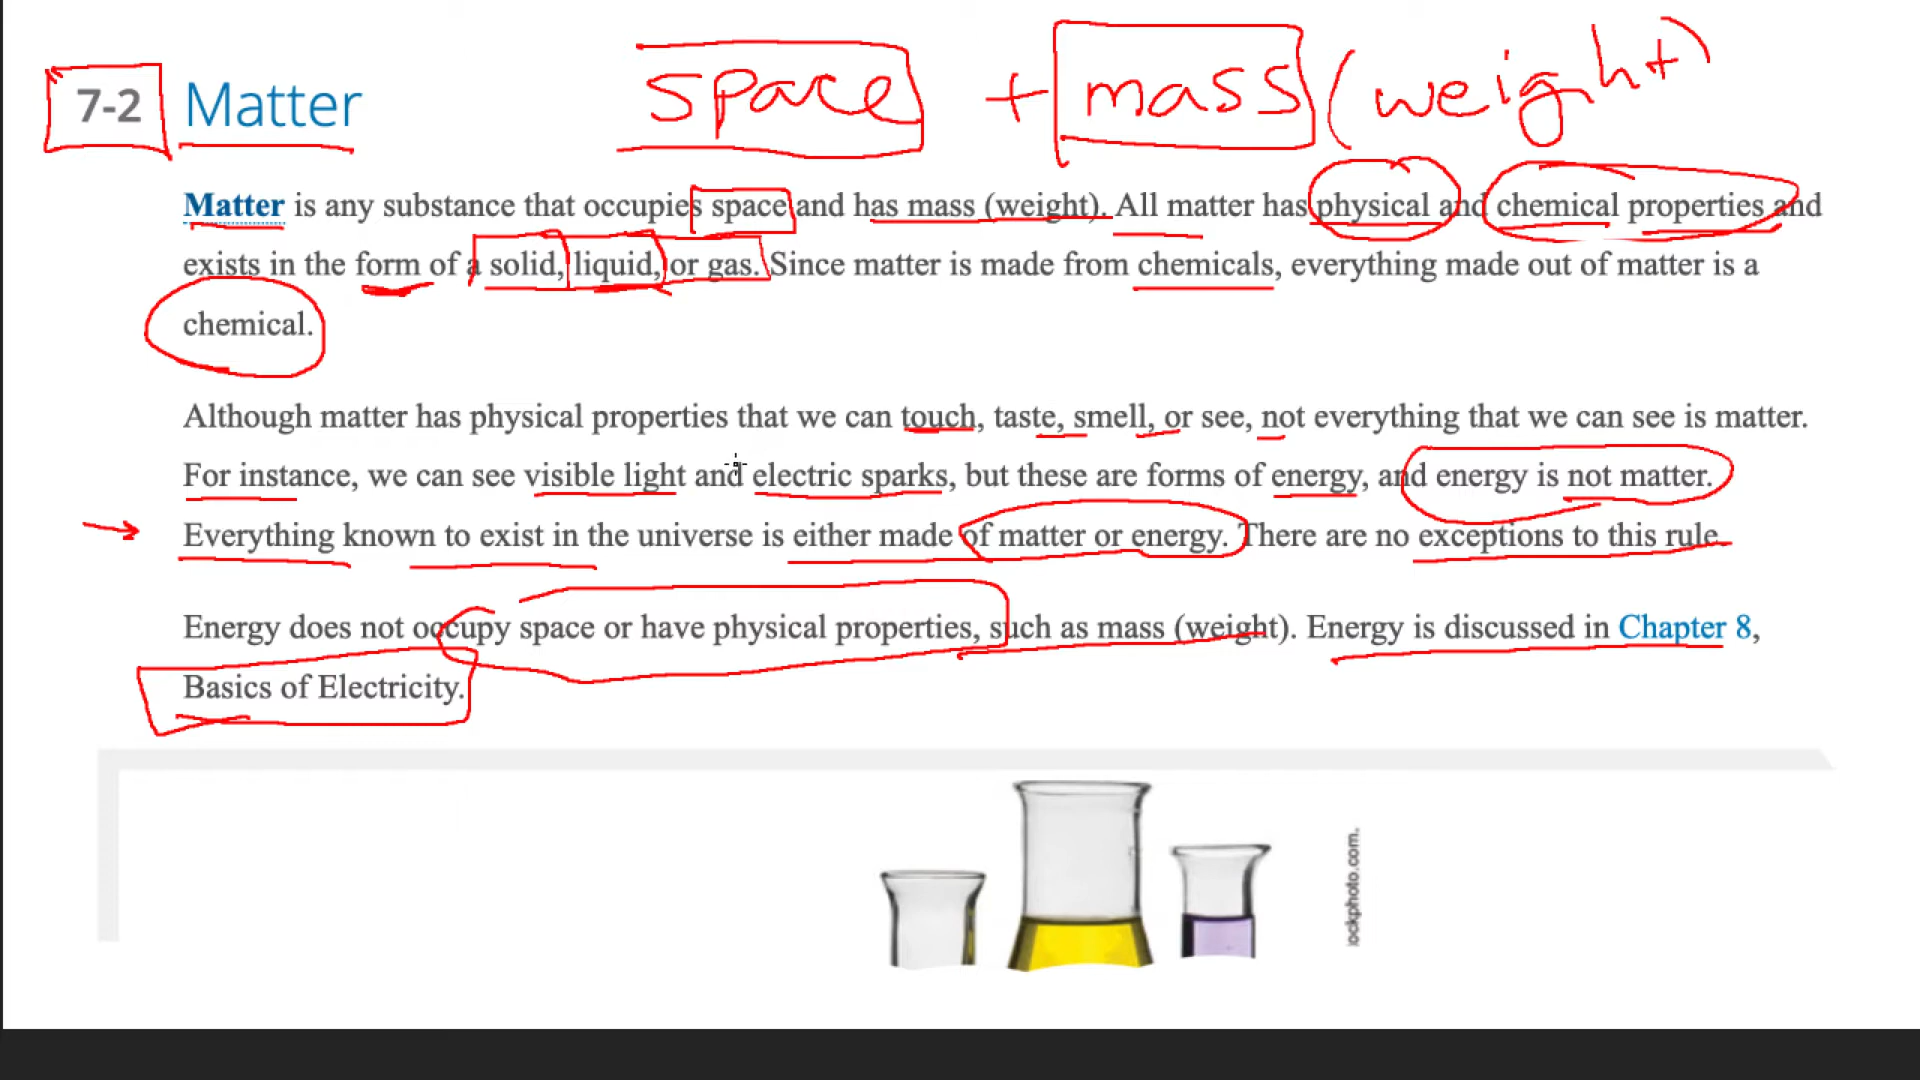 space + mass (weight)
7-2 Matter
Matter is any substance that occupies space and has mass (weight). All matter has physical and chemical properties and
exists in the form of a solid, liquid, or gas. Since matter is made from chemicals, everything made out of matter is a
chemical.
Although matter has physical properties that we can touch, taste, smell, or see, not everything that we can see is matter.
For instance, we can see visible light and electric sparks, but these are forms of energy, and energy is not matter.
Everything known to exist in the universe is either made of matter or energy. There are no exceptions to this rule.
Energy does not occupy space or have physical properties, such as mass (weight). Energy is discussed in Chapter 8,
Basics of Electricity.
ockphoto.com.